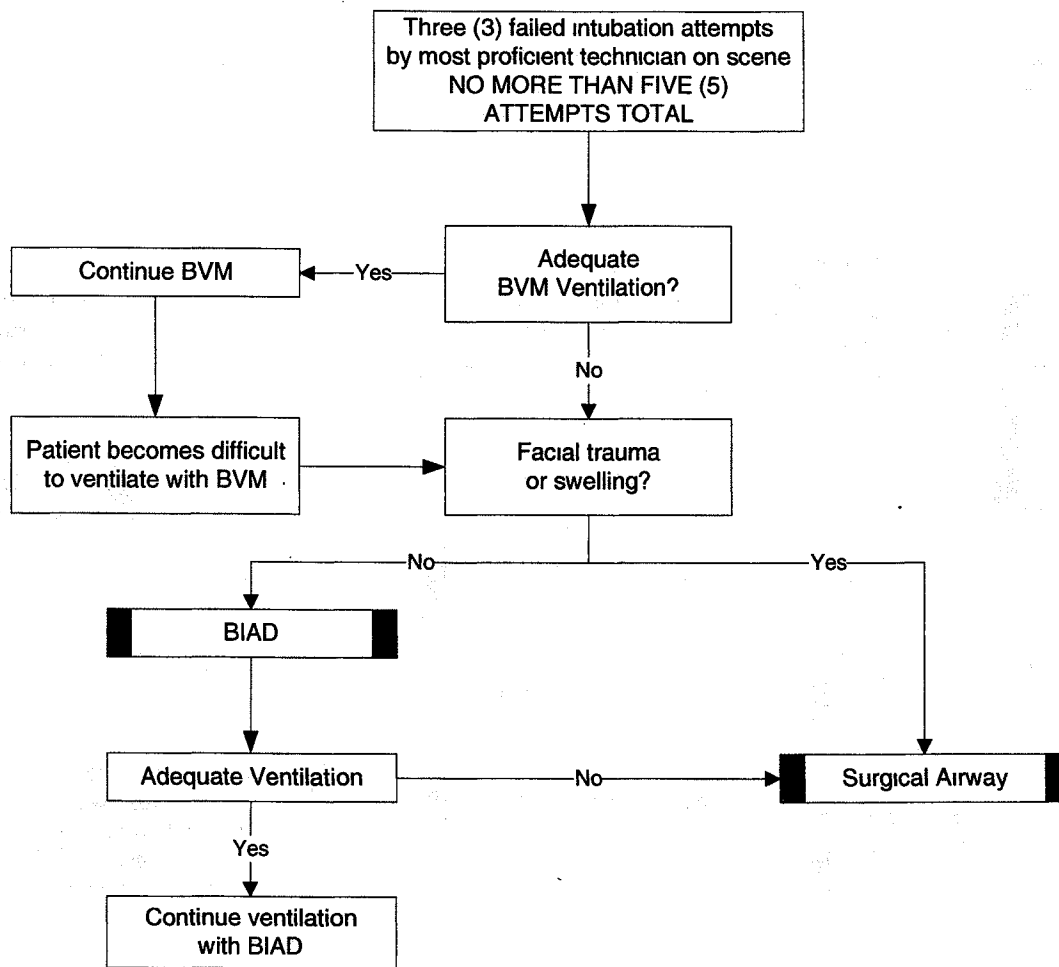 Three (3) failed intubation attempts
by most proficient technician on scene
NO MORE THAN FIVE (5)
ATTEMPTS TOTAL
Continue BVM
Yes
Adequate
BVM Ventilation?
No
Patient becomes difficult
to ventilate with BVM
Facial trauma
or swelling?
No
Yes
BIAD
Adequate Ventilation
No
Surgical Airway
Yes
Continue ventilation
with BIAD